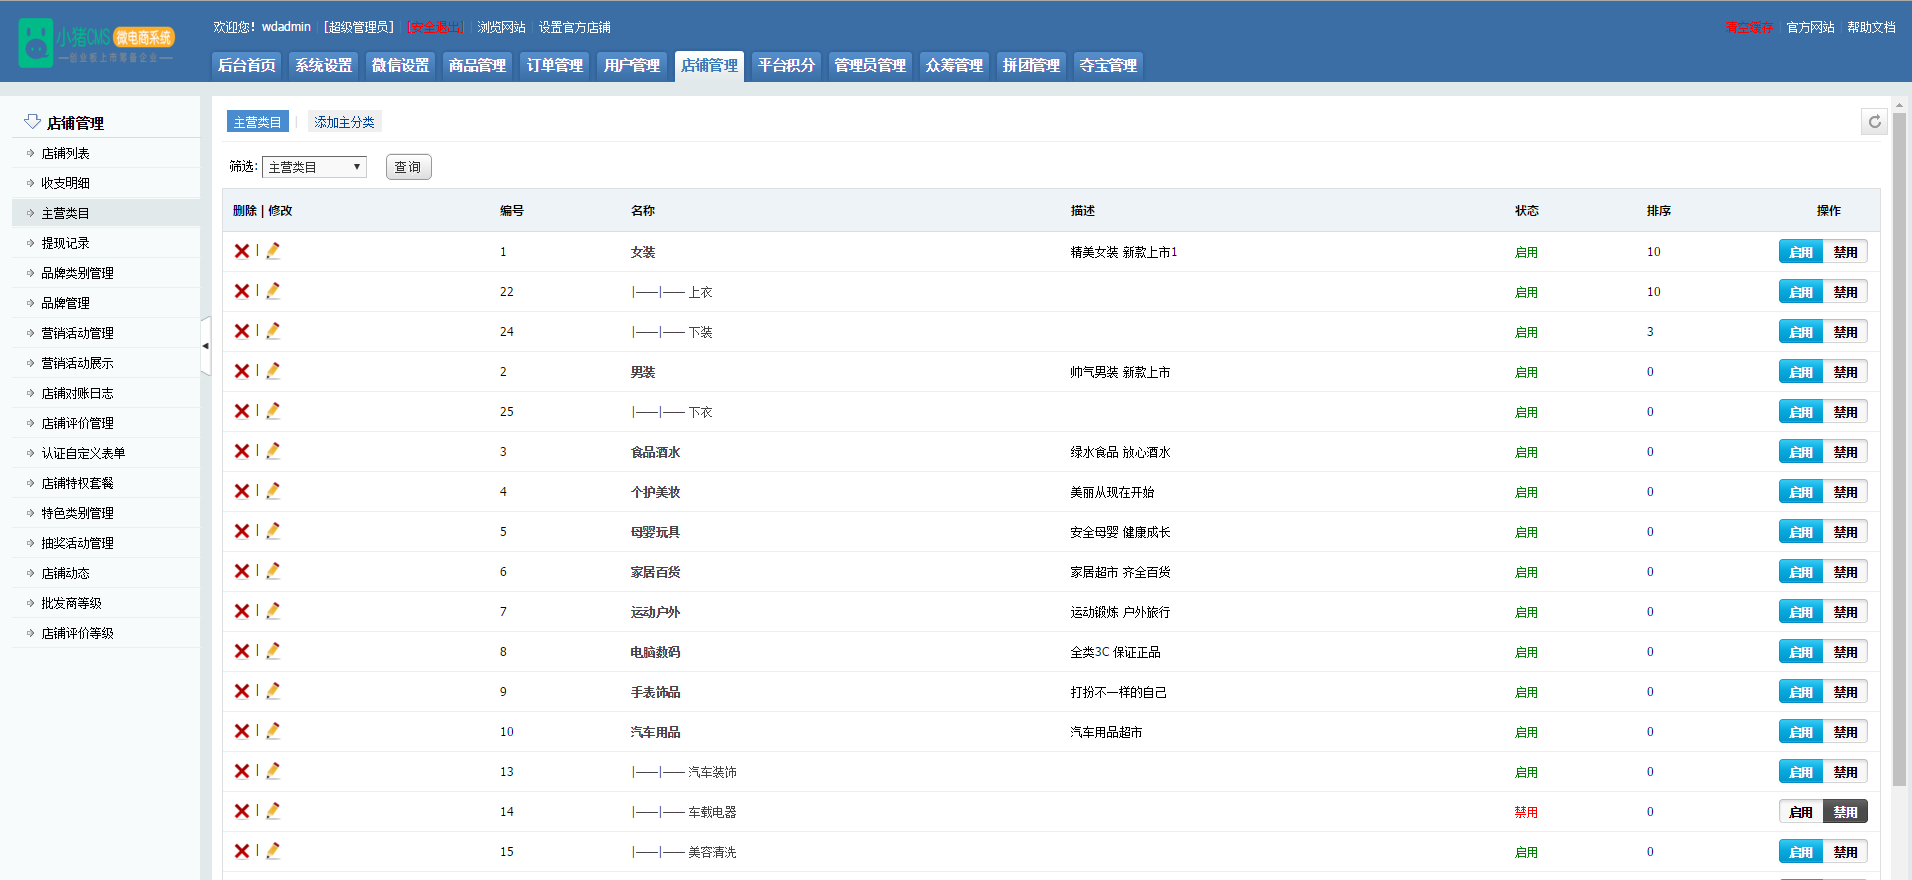 小猪CMS 微电商系统
欢迎您！wdadmin [超级管理员] [安全退出] 浏览网站 设置官方店铺
清空缓存 官方网站 帮助文档
后台首页 系统设置 微信设置 商品管理 订单管理 用户管理 店铺管理 平台积分 管理员管理 众筹管理 拼团管理 夺宝管理
店铺管理
店铺列表
收支明细
主营类目
提现记录
品牌类别管理
品牌管理
营销活动管理
营销活动展示
店铺对账日志
店铺评价管理
认证自定义表单
店铺特权套餐
特色类别管理
抽奖活动管理
店铺动态
批发商等级
店铺评价等级
主营类目 | 添加主分类
筛选: 主营类目 查询
删除 | 修改 编号 名称 描述 状态 排序 操作
| 1 女装 精美女装 新款上市1 启用 10 启用 禁用
| 22 |——|—— 上衣 启用 10 启用 禁用
| 24 |——|—— 下装 启用 3 启用 禁用
| 2 男装 帅气男装 新款上市 启用 0 启用 禁用
| 25 |——|—— 下衣 启用 0 启用 禁用
| 3 食品酒水 绿水食品 放心酒水 启用 0 启用 禁用
| 4 个护美妆 美丽从现在开始 启用 0 启用 禁用
| 5 母婴玩具 安全母婴 健康成长 启用 0 启用 禁用
| 6 家居百货 家居超市 齐全百货 启用 0 启用 禁用
| 7 运动户外 运动锻炼 户外旅行 启用 0 启用 禁用
| 8 电脑数码 全类3C 保证正品 启用 0 启用 禁用
| 9 手表饰品 打扮不一样的自己 启用 0 启用 禁用
| 10 汽车用品 汽车用品超市 启用 0 启用 禁用
| 13 |——|—— 汽车装饰 启用 0 启用 禁用
| 14 |——|—— 车载电器 禁用 0 启用 禁用
| 15 |——|—— 美容清洗 启用 0 启用 禁用